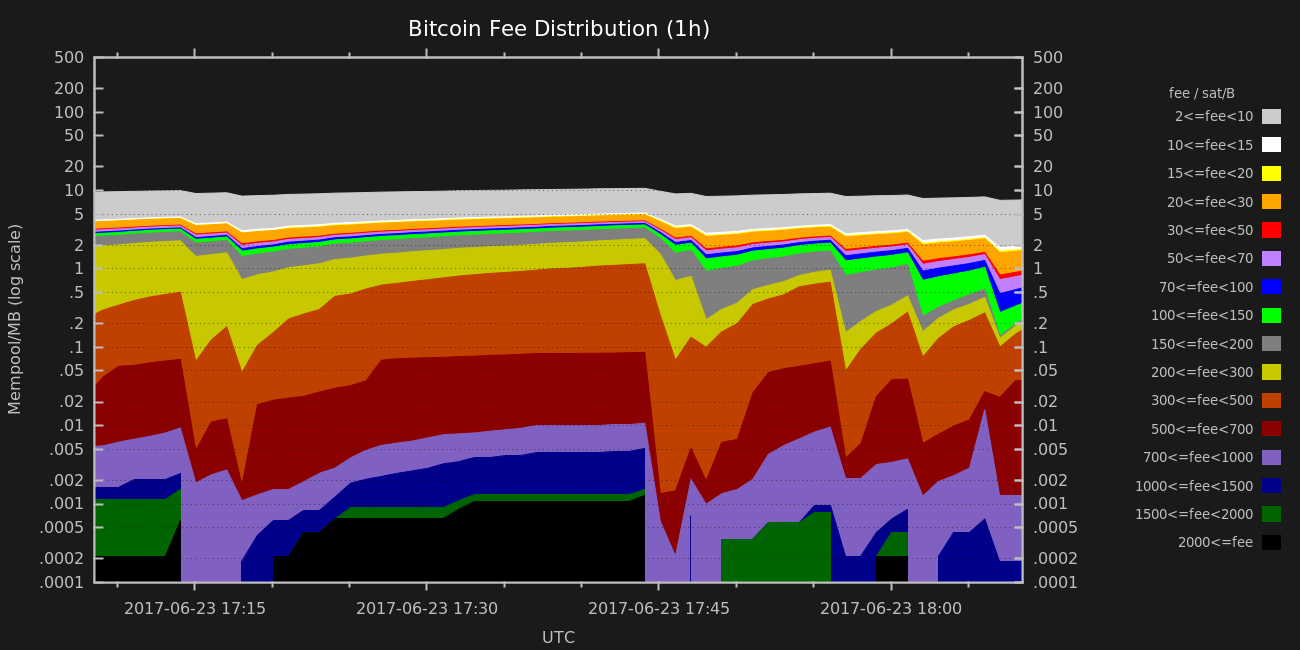 Bitcoin Fee Distribution (1h)
500
200
100
50
20
10
5
2
1
.5
.2
.1
.05
.02
.01
.005
.002
.001
.0005
.0002
.0001
Mempool/MB (log scale)
500
200
100
50
20
10
5
2
1
.5
.2
.1
.05
.02
.01
.005
.002
.001
.0005
.0002
.0001
2017-06-23 17:15
2017-06-23 17:30
2017-06-23 17:45
2017-06-23 18:00
UTC
fee / sat/B
2<=fee<10
10<=fee<15
15<=fee<20
20<=fee<30
30<=fee<50
50<=fee<70
70<=fee<100
100<=fee<150
150<=fee<200
200<=fee<300
300<=fee<500
500<=fee<700
700<=fee<1000
1000<=fee<1500
1500<=fee<2000
2000<=fee